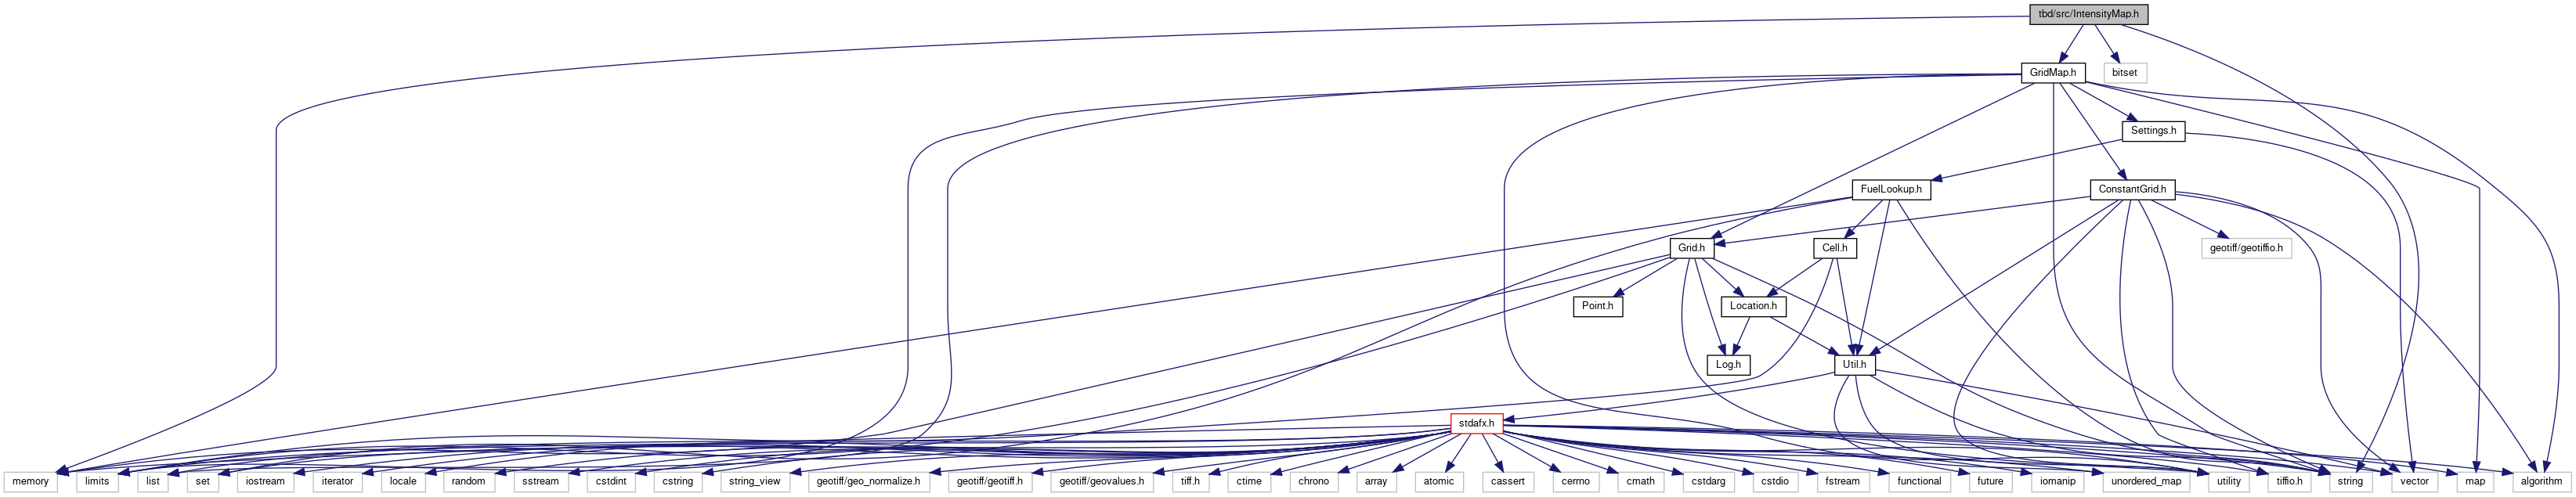 tbd/src/IntensityMap.h
GridMap.h
bitset
Settings.h
FuelLookup.h
ConstantGrid.h
Grid.h
Cell.h
geotiff/geotiffio.h
Point.h
Location.h
Log.h
Util.h
stdafx.h
memory
limits
list
set
iostream
iterator
locale
random
sstream
cstdint
cstring
string_view
geotiff/geo_normalize.h
geotiff/geotiff.h
geotiff/geovalues.h
tiff.h
ctime
chrono
array
atomic
cassert
cerrno
cmath
cstdarg
cstdio
fstream
functional
future
iomanip
unordered_map
utility
tiffio.h
string
vector
map
algorithm